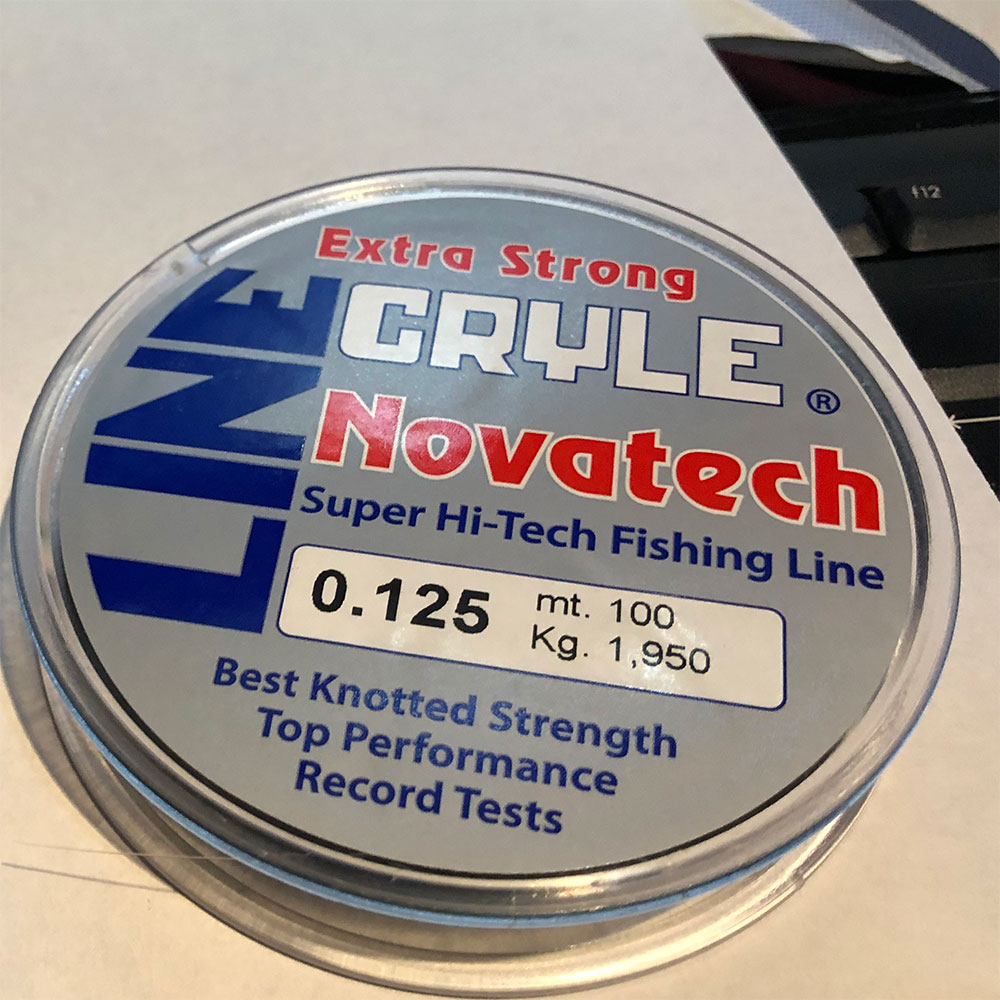 Extra Strong
LINE
CRYLE ®
Novatech
Super Hi-Tech Fishing Line
0.125
mt. 100
Kg. 1,950
Best Knotted Strength
Top Performance
Record Tests
f12